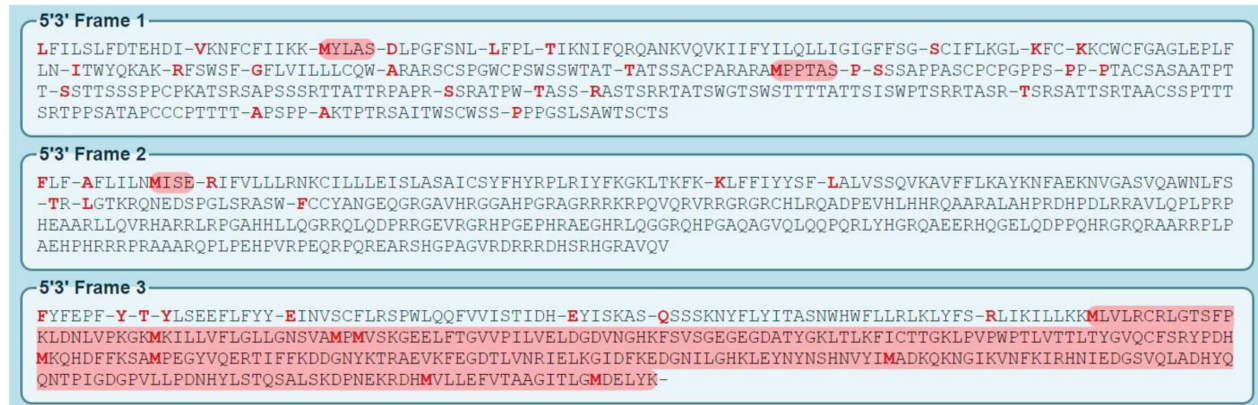 5'3' Frame 1
LFILSLFDTEHDI-VKNFCFIIKK-MYLAS-DLPGFSNL-LFPL-TIKNIFQRQANKVQVKIIFYILQLLIGIGFFSG-SCIFLKGL-KFC-KKCWCFGAGLEPLF
LN-ITWYQKAK-RFSWSF-GFLVILLLCQW-ARARSCSPGWCPSWSSWTAT-TATSSACPARARAMPPTAS-P-SSSAPPASCPCPGPPS-PP-PTACSASAATPT
T-SSTTSSSPPCPKATSRSAPSSSRTTATTRPAPR-SSRATPW-TASS-RASTSRRTATSWGTSWSTTTTATTSISWPTSRRTASR-TSRSATTSRTAACSSPTTT
SRTPPSATAPCCCPTTTT-APSPP-AKTPTRSAITWSCWSS-PPPGSLSAWTSCTS
5'3' Frame 2
FLF-AFLILNMISE-RIFVLLLRNKCILLLEISLASAICSYFHYRPLRIYFKGKLTKFK-KLFFIYYSF-LALVSSQVKAVFFLKAYKNFAEKNVGASVQAWNLFS
-TR-LGTKRQNEDSPGLSRASW-FCCYANGEQGRGAVHRGGAHPGRAGRRRKRPQVQRVRRGRGRCHLRQADPEVHLHHRQAARALAHPRDHPDLRRAVLQPLPRP
HEAARLLQVRHARRLRPGAHHLLQGRRQLQDPRRGEVRGRHPGEPHRAEGHRLQGGRQHPGAQAGVQLQQPQRLYHGRQAEERHQGELQDPPQHRGRQRAARRPLP
AEHPHRRRPRAAARQPLPEHPVRPEQRPQREARSHGPAGVRDRRRDHSRHGRAVQV
5'3' Frame 3
FYFEPF-Y-T-YLSEEFLFYY-EINVSCFLRSPWLQQFVVISTIDH-EYISKAS-QSSSKNYFLYITASNWHWFLLRLKLYFS-RLIKILLKKMLVLRCRLGTSFP
KLDNLVPKGKMKILLVFLGLLGNSVAMPMVSKGEELFTGVVPILVELDGDVNGHKFSVSGEGEGDATYGKLTLKFICTTGKLPVPWPTLVTTLTYGVQCFSRYPDH
MKQHDFFKSAMPEGYVQERTIFFKDDGNYKTRAEVKFEGDTLVNRIELKGIDFKEDGNILGHKLEYNYNSHNVYIMADKQKNGIKVNFKIRHNIEDGSVQLADHYQ
QNTPIGDGPVLLPDNHYLSTQSALSKDPNEKRDHMVLLEFVTAAGITLGMDELYK-